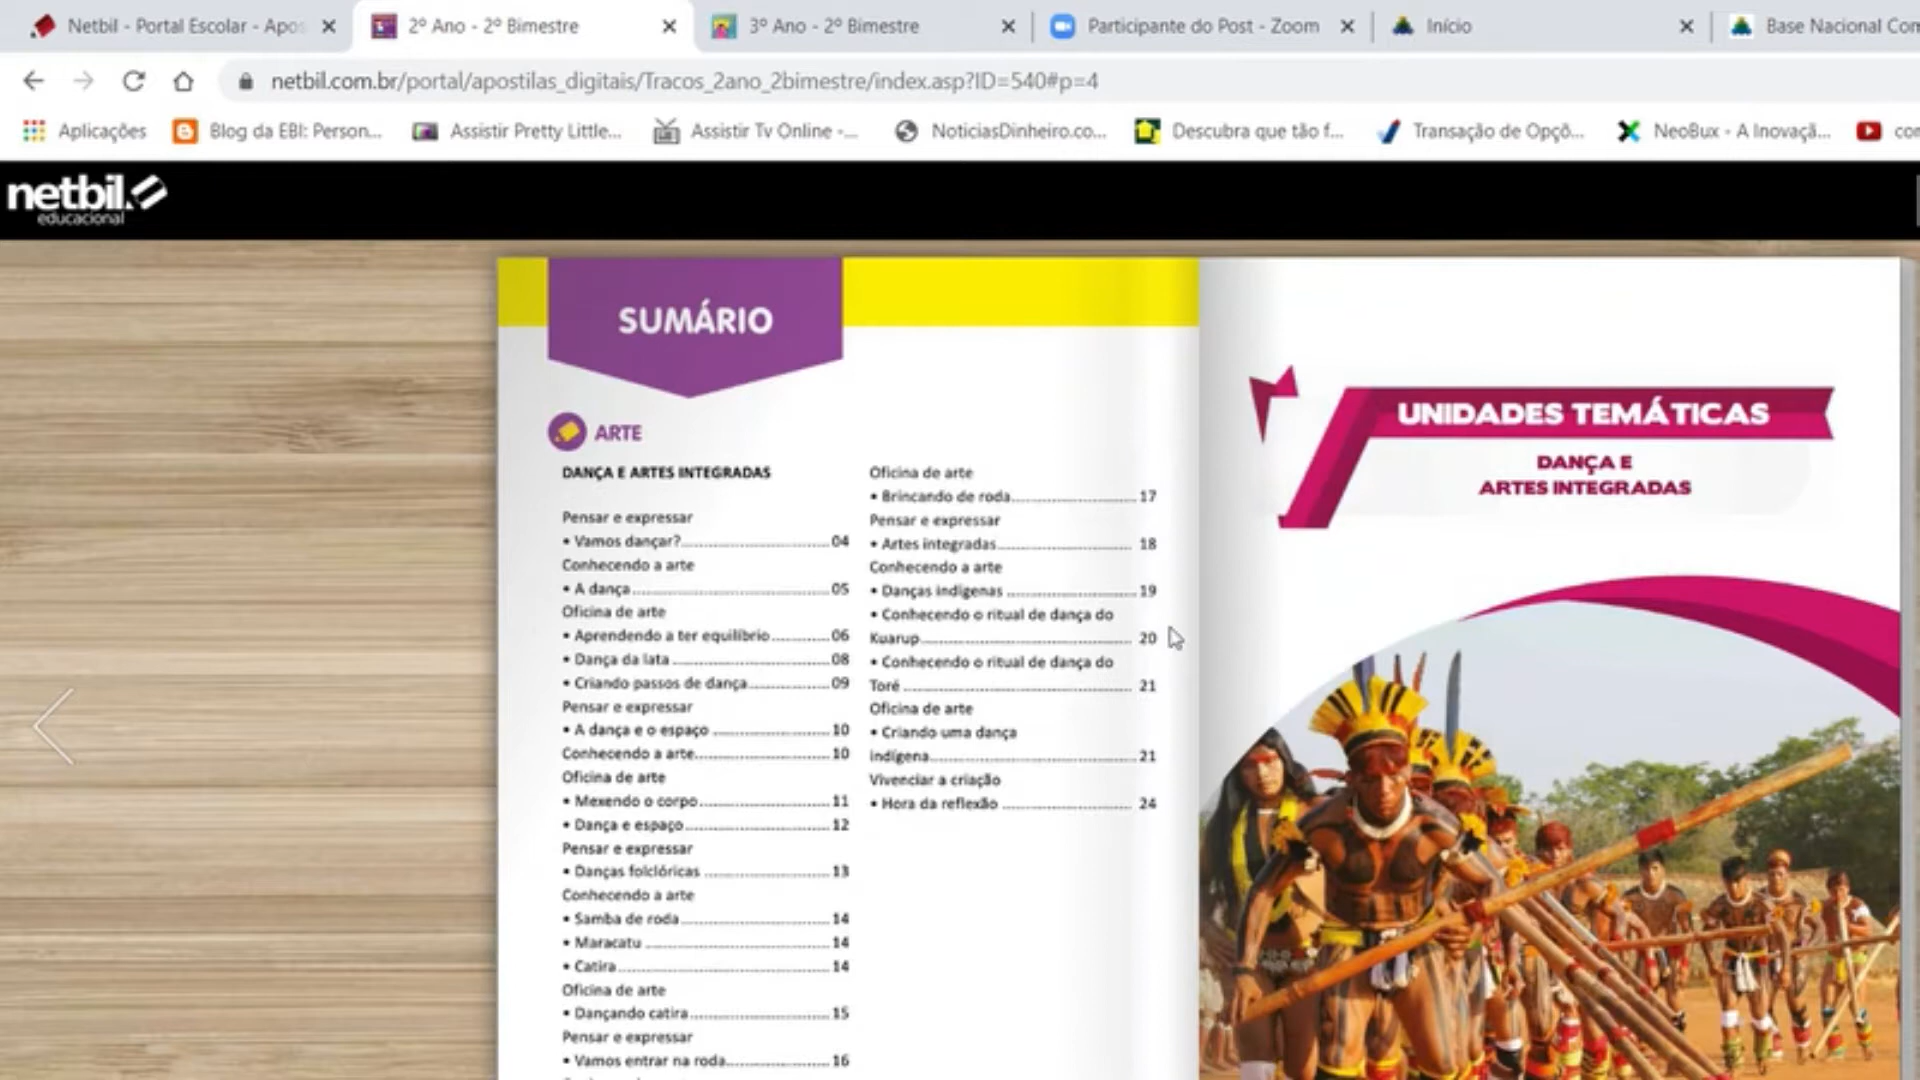 Netbil - Portal Escolar - Apos
2º Ano - 2º Bimestre
3º Ano - 2º Bimestre
Participante do Post - Zoom
Início
Base Nacional Com
netbil.com.br/portal/apostilas_digitais/Tracos_2ano_2bimestre/index.asp?ID=540#p=4
Aplicações
Blog da EBI: Person...
Assistir Pretty Little...
Assistir Tv Online -...
NoticiasDinheiro.co...
Descubra que tão f...
Transação de Opçõ...
NeoBux - A Inovaçã...
con
netbil.
educacional
SUMÁRIO
ARTE
DANÇA E ARTES INTEGRADAS
Pensar e expressar
• Vamos dançar?.......... 04
Conhecendo a arte
• A dança.......... 05
Oficina de arte
• Aprendendo a ter equilíbrio.......... 06
• Dança da lata.......... 08
• Criando passos de dança.......... 09
Pensar e expressar
• A dança e o espaço.......... 10
Conhecendo a arte.......... 10
Oficina de arte
• Mexendo o corpo.......... 11
• Dança e espaço.......... 12
Pensar e expressar
• Danças folclóricas.......... 13
Conhecendo a arte
• Samba de roda.......... 14
• Maracatu.......... 14
• Catira.......... 14
Oficina de arte
• Dançando catira.......... 15
Pensar e expressar
• Vamos entrar na roda.......... 16
Oficina de arte
• Brincando de roda.......... 17
Pensar e expressar
• Artes integradas.......... 18
Conhecendo a arte
• Danças indígenas.......... 19
• Conhecendo o ritual de dança do
Kuarup.......... 20
• Conhecendo o ritual de dança do
Toré.......... 21
Oficina de arte
• Criando uma dança
indígena.......... 21
Vivenciar a criação
• Hora da reflexão.......... 24
UNIDADES TEMÁTICAS
DANÇA E
ARTES INTEGRADAS